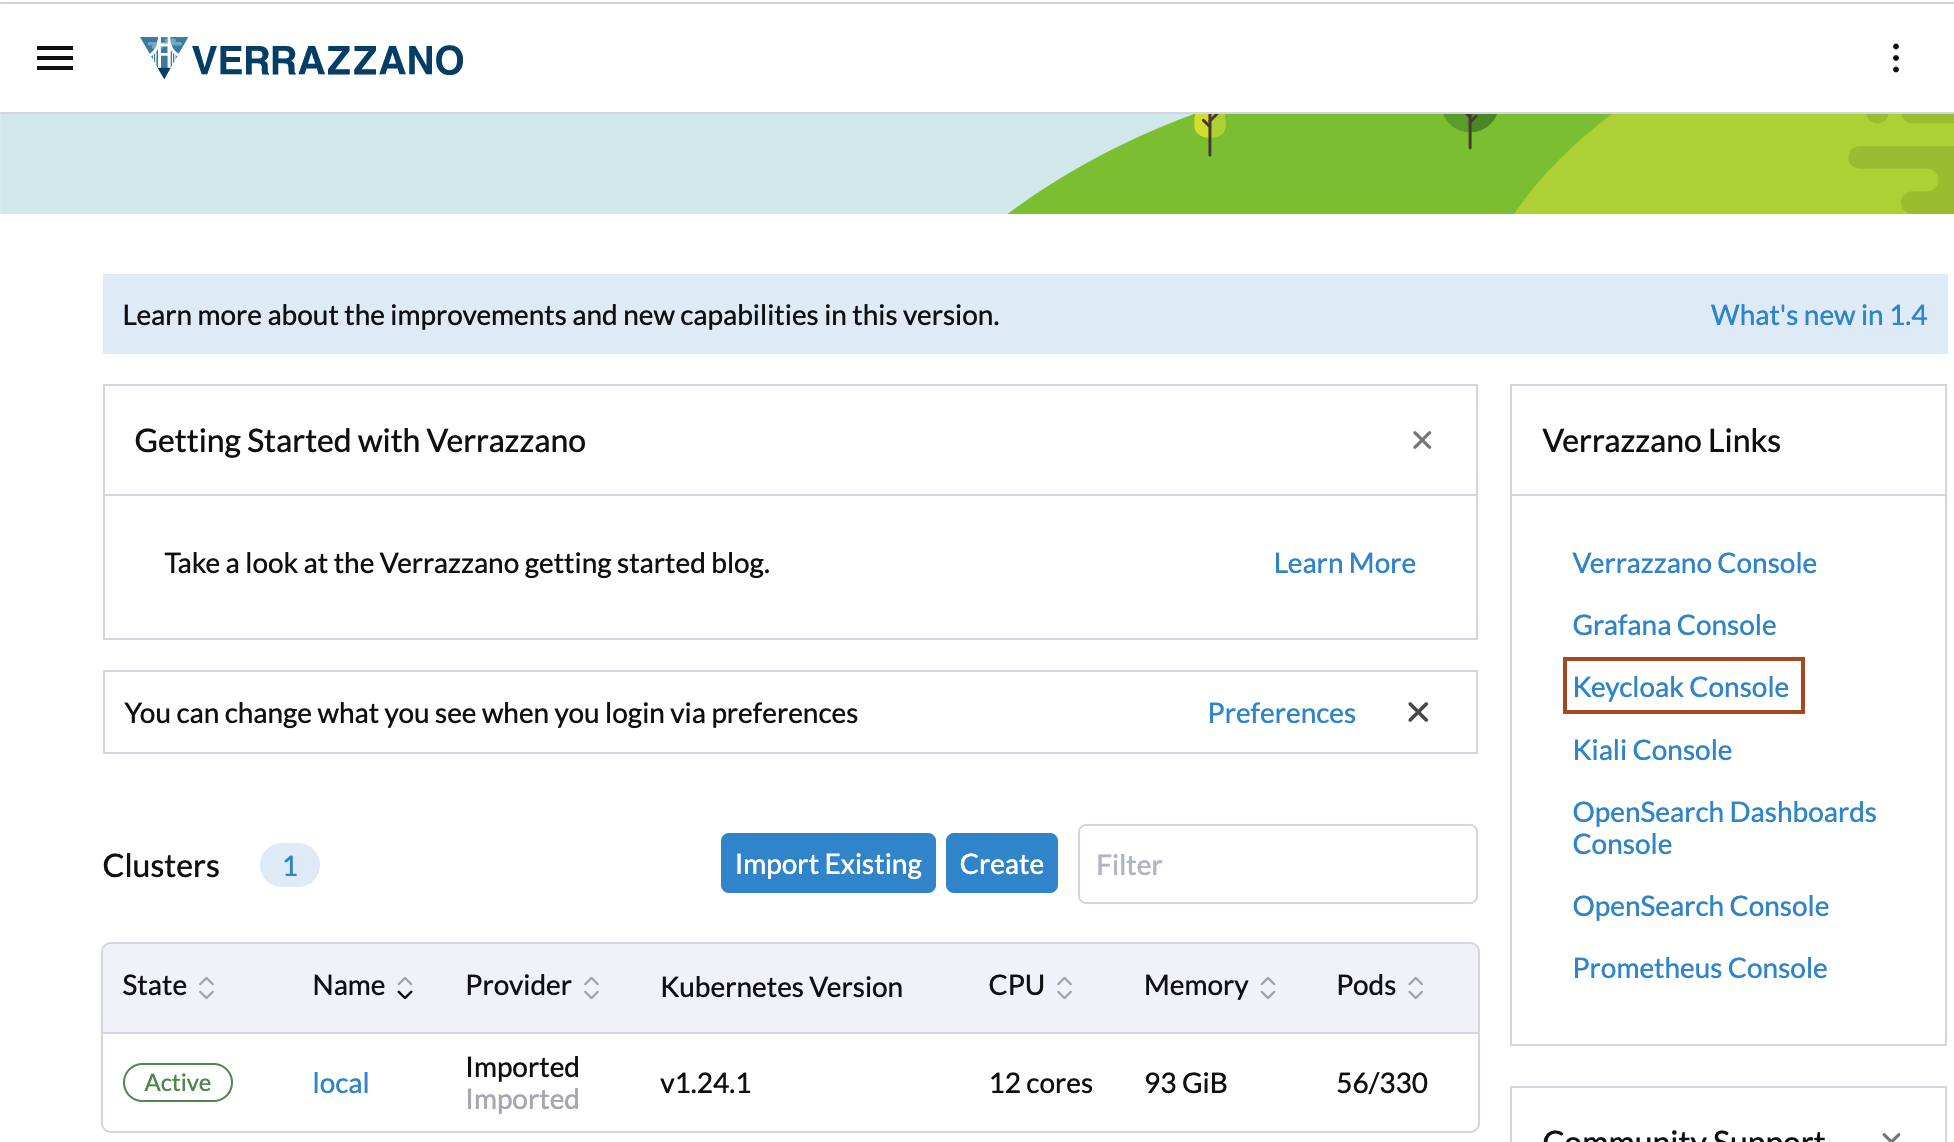 VERRAZZANO
Learn more about the improvements and new capabilities in this version.
What's new in 1.4
Getting Started with Verrazzano
Take a look at the Verrazzano getting started blog.
Learn More
You can change what you see when you login via preferences
Preferences
Verrazzano Links
Verrazzano Console
Grafana Console
Keycloak Console
Kiali Console
OpenSearch Dashboards
Console
OpenSearch Console
Prometheus Console
Clusters 1
Import Existing
Create
Filter
State Name Provider Kubernetes Version CPU Memory Pods
Active local Imported v1.24.1 12 cores 93 GiB 56/330
Imported
Community Support